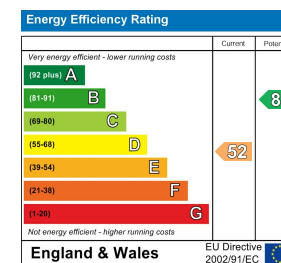 Energy Efficiency Rating
Current
Very energy efficient - lower running costs
(92 plus) A
(81-91) B
8
(69-80) C
(55-68) D
52
(39-54) E
(21-38) F
(1-20) G
Not energy efficient - higher running costs
England & Wales
EU Directive
2002/91/EC